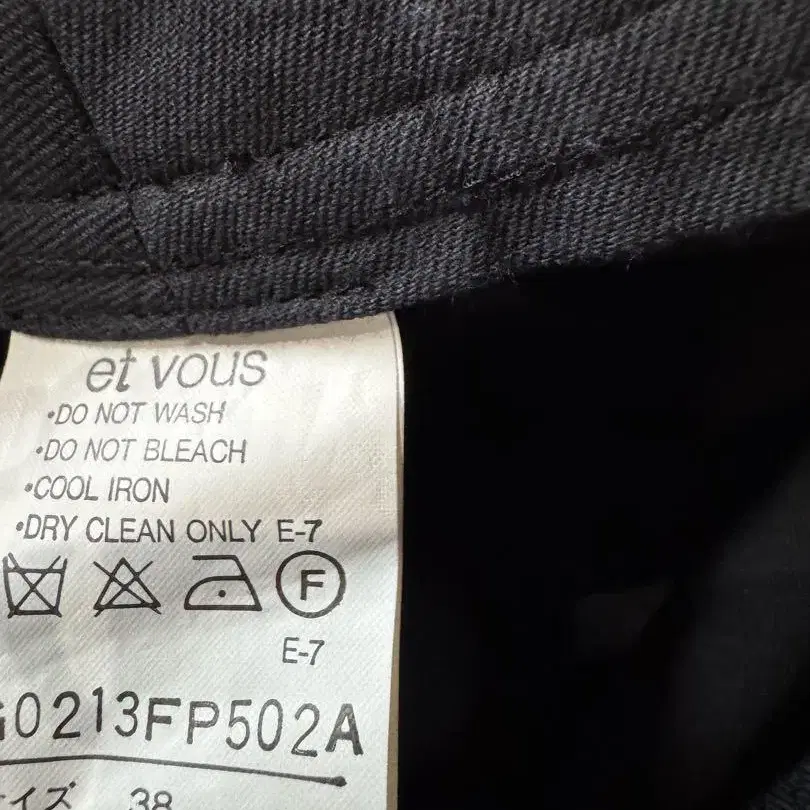 et vous
•DO NOT WASH
•DO NOT BLEACH
•COOL IRON
•DRY CLEAN ONLY E-7
F
E-7
G0213FP502A
サイズ 38